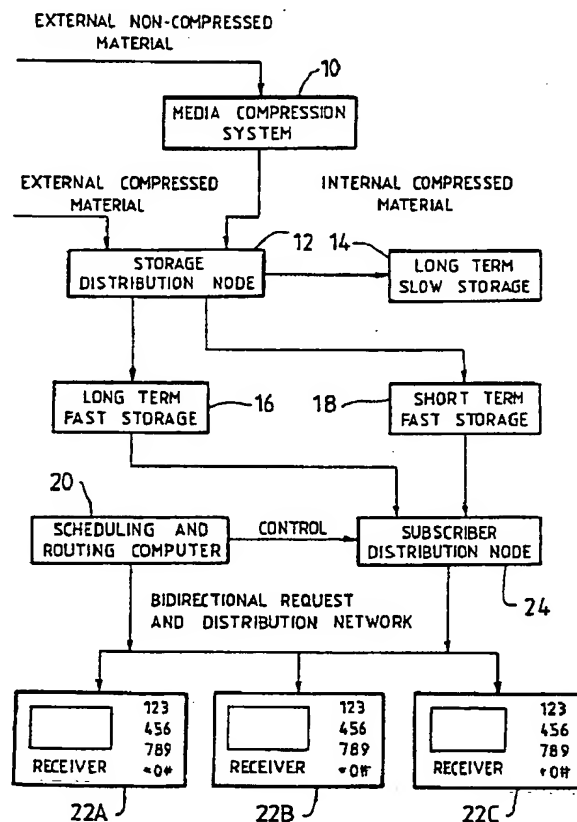 EXTERNAL NON-COMPRESSED
MATERIAL
10
MEDIA COMPRESSION
SYSTEM
EXTERNAL COMPRESSED
MATERIAL
INTERNAL COMPRESSED
MATERIAL
12
14
STORAGE
DISTRIBUTION NODE
LONG TERM
SLOW STORAGE
LONG TERM
FAST STORAGE
16
18
SHORT TERM
FAST STORAGE
20
SCHEDULING AND
ROUTING COMPUTER
CONTROL
SUBSCRIBER
DISTRIBUTION NODE
24
BIDIRECTIONAL REQUEST
AND DISTRIBUTION NETWORK
123
456
789
*0#
RECEIVER
123
456
789
*0#
RECEIVER
123
456
789
*0#
RECEIVER
22A
22B
22C